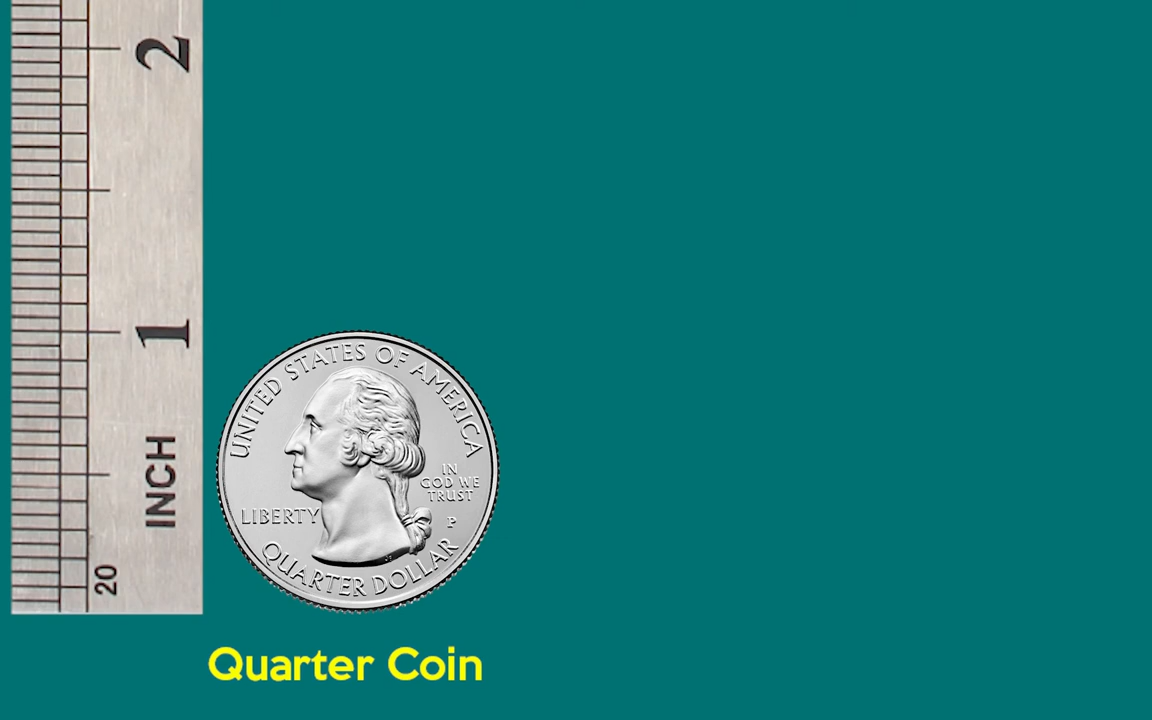 2
1
INCH
20
UNITED STATES OF AMERICA
IN
GOD WE
TRUST
LIBERTY
P
QUARTER DOLLAR
Quarter Coin